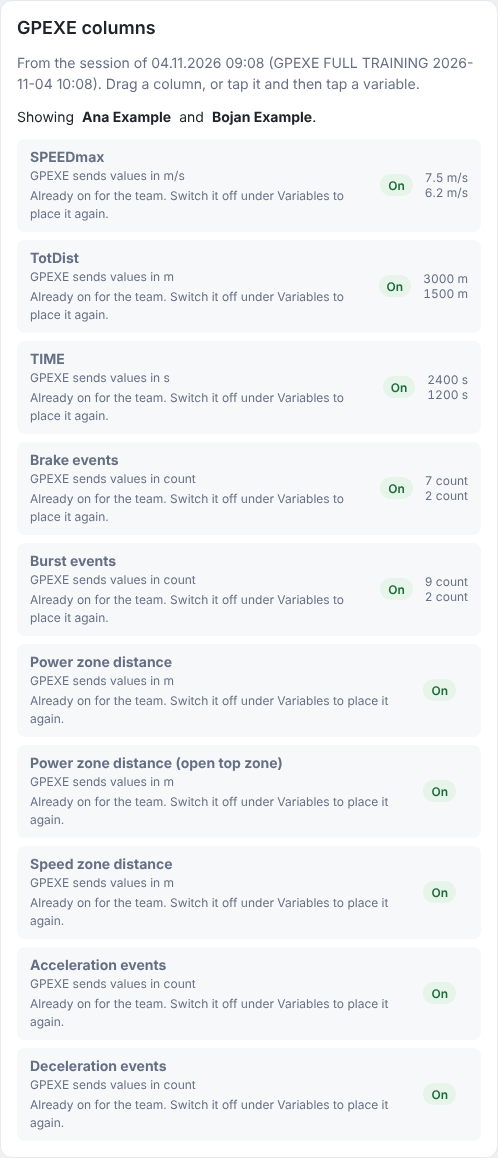 GPEXE columns
From the session of 04.11.2026 09:08 (GPEXE FULL TRAINING 2026-
11-04 10:08). Drag a column, or tap it and then tap a variable.
Showing Ana Example and Bojan Example.
SPEEDmax
GPEXE sends values in m/s
Already on for the team. Switch it off under Variables to
place it again.
On
7.5 m/s
6.2 m/s
TotDist
GPEXE sends values in m
Already on for the team. Switch it off under Variables to
place it again.
On
3000 m
1500 m
TIME
GPEXE sends values in s
Already on for the team. Switch it off under Variables to
place it again.
On
2400 s
1200 s
Brake events
GPEXE sends values in count
Already on for the team. Switch it off under Variables to
place it again.
On
7 count
2 count
Burst events
GPEXE sends values in count
Already on for the team. Switch it off under Variables to
place it again.
On
9 count
2 count
Power zone distance
GPEXE sends values in m
Already on for the team. Switch it off under Variables to place it
again.
On
Power zone distance (open top zone)
GPEXE sends values in m
Already on for the team. Switch it off under Variables to place it
again.
On
Speed zone distance
GPEXE sends values in m
Already on for the team. Switch it off under Variables to place it
again.
On
Acceleration events
GPEXE sends values in count
Already on for the team. Switch it off under Variables to place it
again.
On
Deceleration events
GPEXE sends values in count
Already on for the team. Switch it off under Variables to place it
again.
On